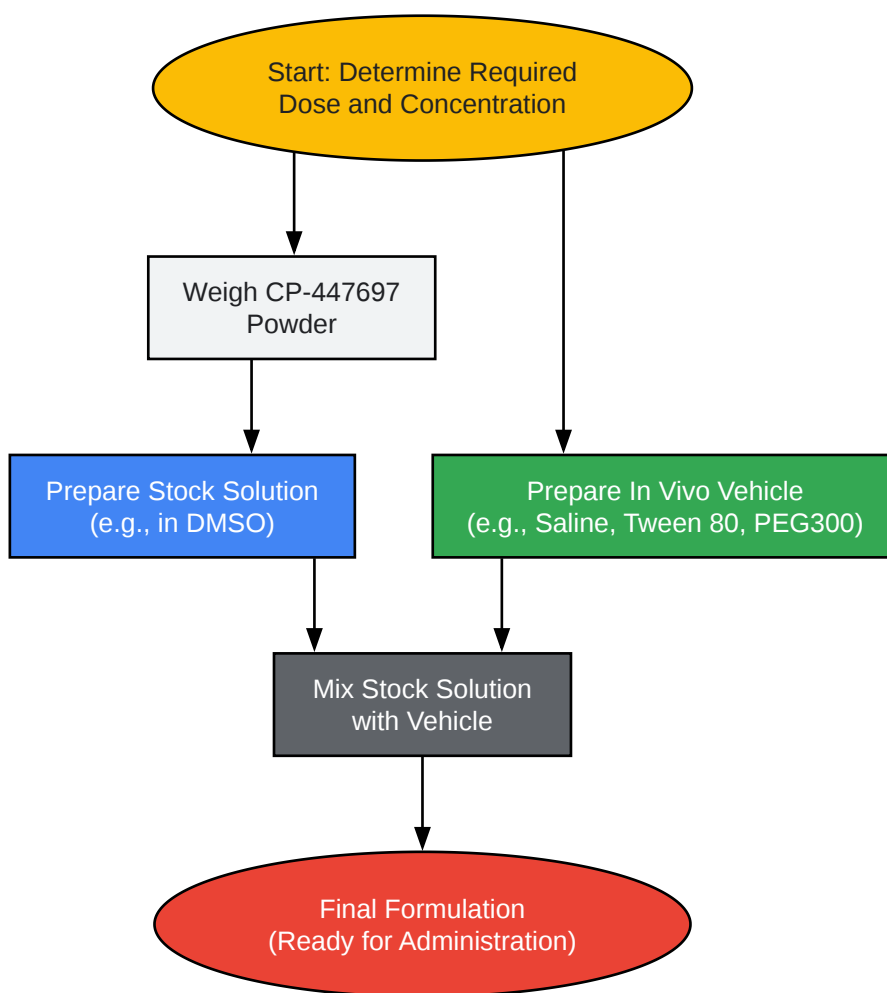 Start: Determine Required
Dose and Concentration
Weigh CP-447697
Powder
Prepare Stock Solution
(e.g., in DMSO)
Prepare In Vivo Vehicle
(e.g., Saline, Tween 80, PEG300)
Mix Stock Solution
with Vehicle
Final Formulation
(Ready for Administration)